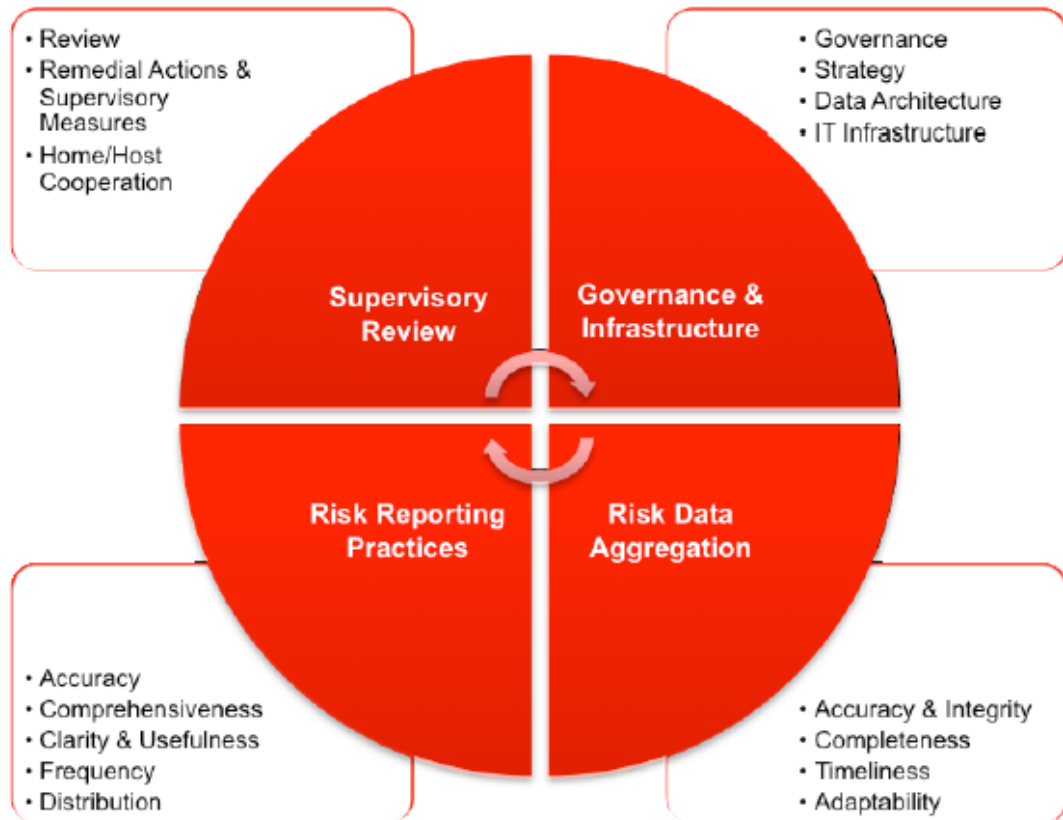 • Review
• Remedial Actions &
Supervisory
Measures
• Home/Host
Cooperation
• Governance
• Strategy
• Data Architecture
• IT Infrastructure
Supervisory
Review
Governance &
Infrastructure
Risk Reporting
Practices
Risk Data
Aggregation
• Accuracy
• Comprehensiveness
• Clarity & Usefulness
• Frequency
• Distribution
• Accuracy & Integrity
• Completeness
• Timeliness
• Adaptability